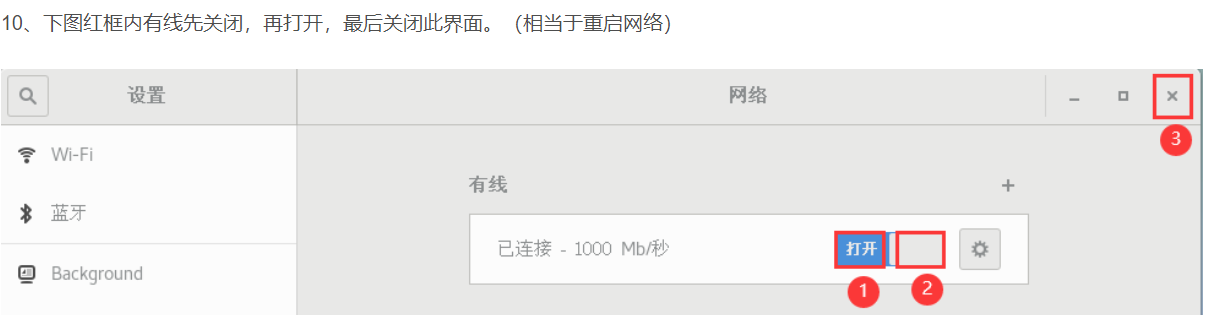 10、下图红框内有线先关闭，再打开，最后关闭此界面。（相当于重启网络）
设置
网络
3
Wi-Fi
有线
+
蓝牙
已连接 - 1000 Mb/秒
打开
Background
1
2